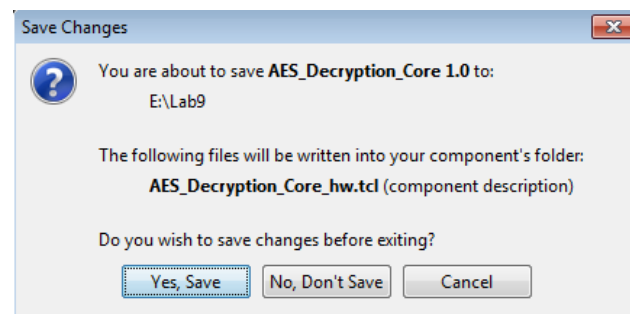 Save Changes
You are about to save AES_Decryption_Core 1.0 to:
E:\Lab9
The following files will be written into your component's folder:
AES_Decryption_Core_hw.tcl (component description)
Do you wish to save changes before exiting?
Yes, Save No, Don't Save Cancel